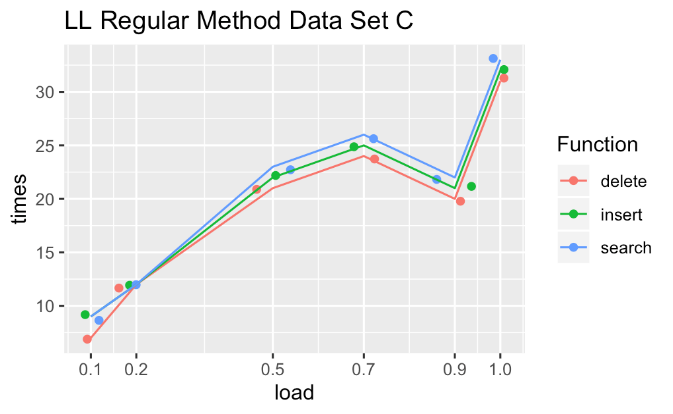 LL Regular Method Data Set C
30
25
20
15
10
times
0.1 0.2 0.5 0.7 0.9 1.0
load
Function
delete
insert
search